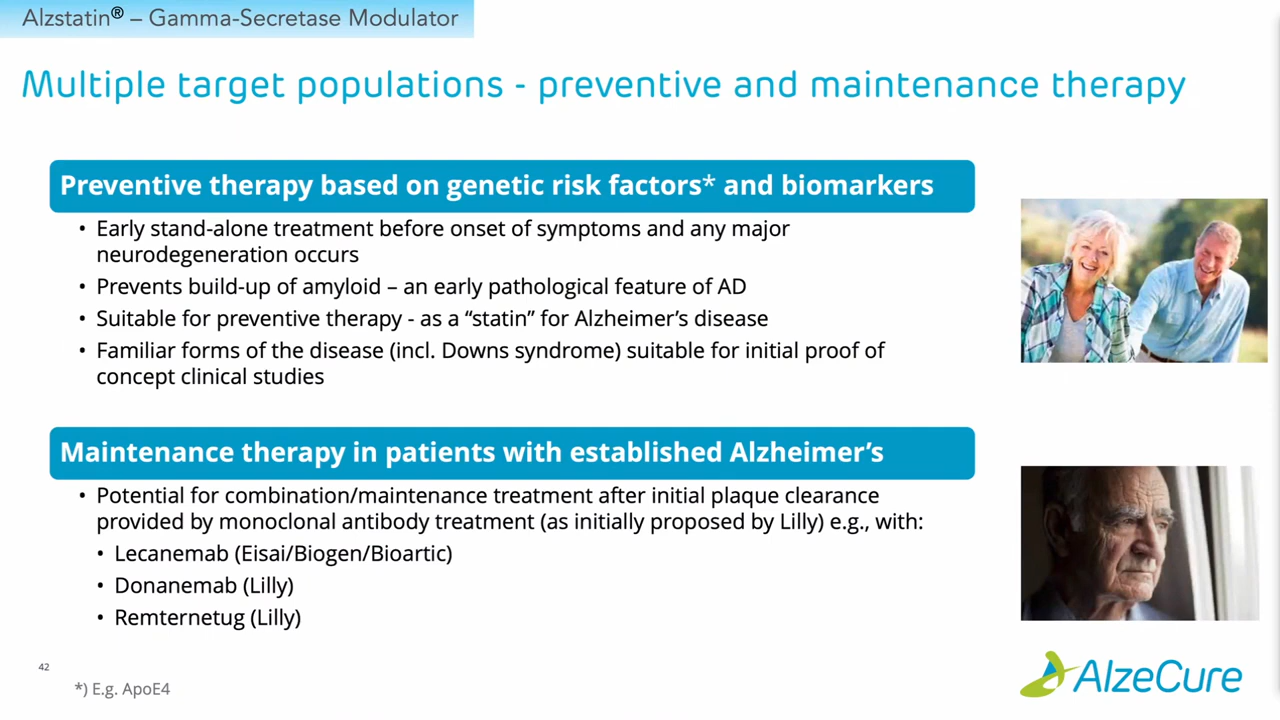 Alzstatin® – Gamma-Secretase Modulator
Multiple target populations - preventive and maintenance therapy
Preventive therapy based on genetic risk factors* and biomarkers
• Early stand-alone treatment before onset of symptoms and any major
neurodegeneration occurs
• Prevents build-up of amyloid – an early pathological feature of AD
• Suitable for preventive therapy - as a “statin” for Alzheimer’s disease
• Familiar forms of the disease (incl. Downs syndrome) suitable for initial proof of
concept clinical studies
Maintenance therapy in patients with established Alzheimer’s
• Potential for combination/maintenance treatment after initial plaque clearance
provided by monoclonal antibody treatment (as initially proposed by Lilly) e.g., with:
• Lecanemab (Eisai/Biogen/Bioartic)
• Donanemab (Lilly)
• Remternetug (Lilly)
42
*) E.g. ApoE4
AlzeCure